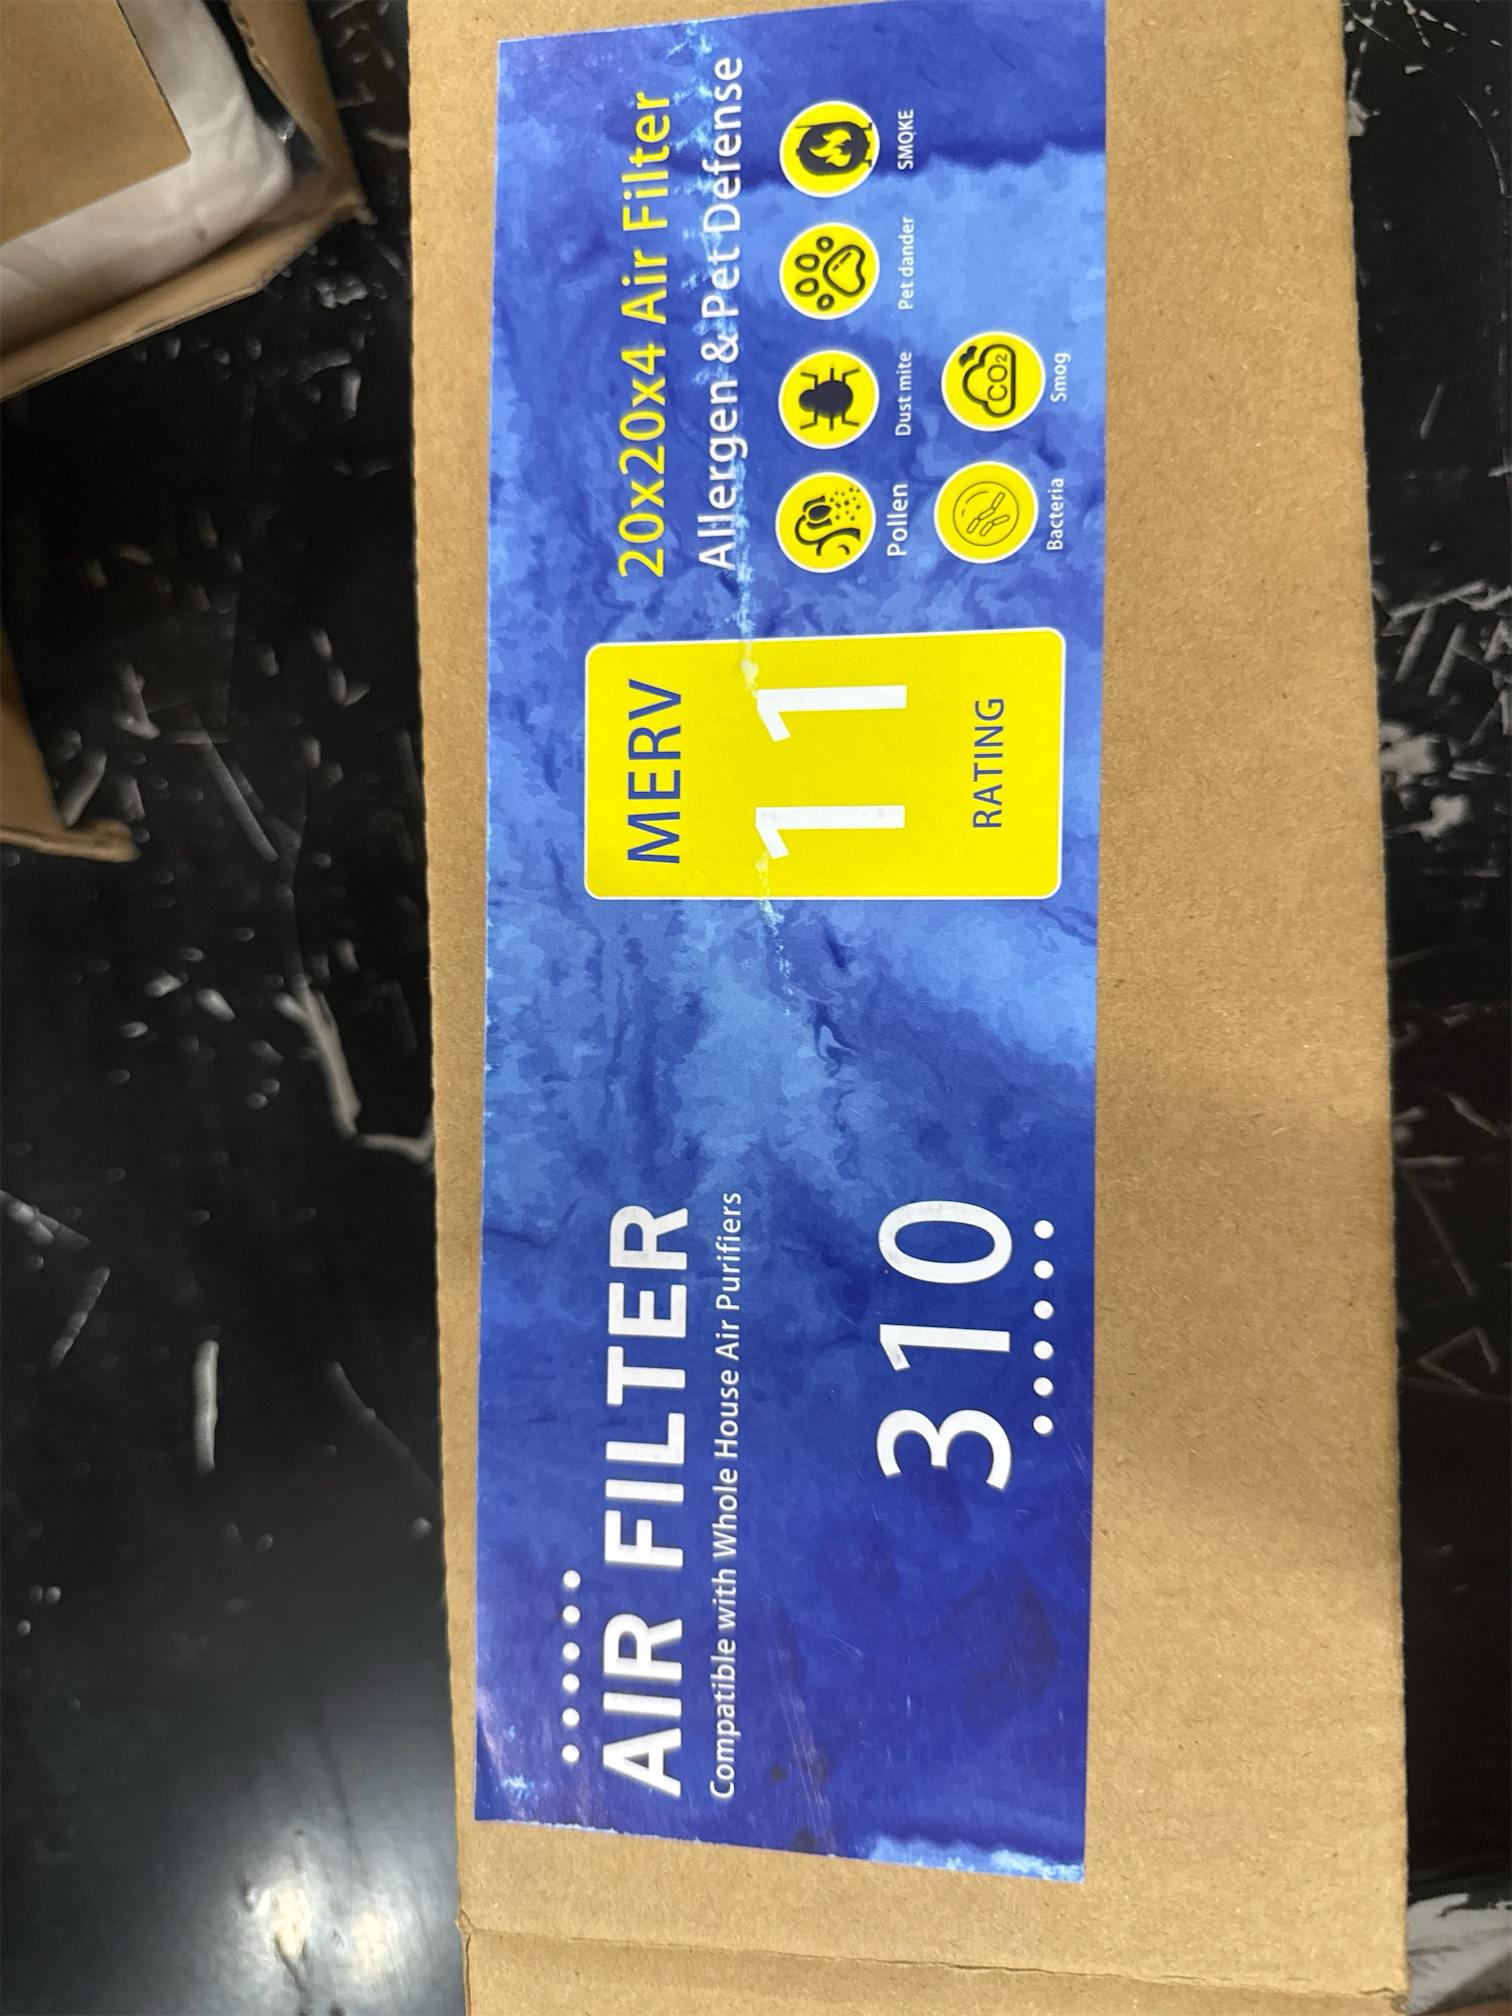 AIR FILTER
Compatible with Whole House Air Purifiers
310
MERV
11
RATING
20x20x4 Air Filter
Allergen & Pet Defense
Pollen
Dust mite
Pet dander
SMOKE
Bacteria
CO2
Smog